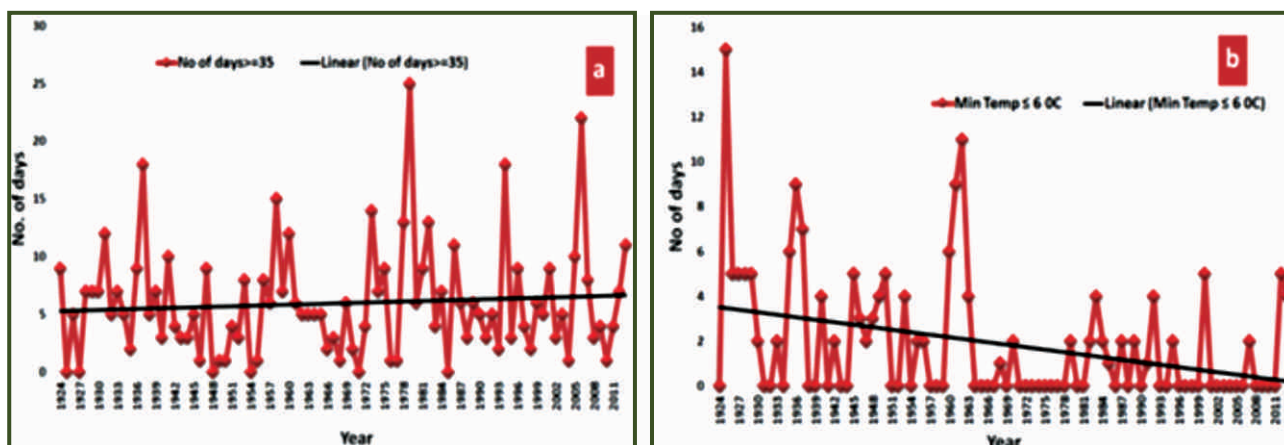 30
No of days>=35
Linear (No of days>=35)
a
25
20
15
10
5
0
No. of days
1924 1927 1930 1933 1936 1939 1942 1945 1948 1951 1954 1957 1960 1963 1966 1969 1972 1975 1978 1981 1984 1987 1990 1993 1996 1999 2002 2005 2008 2011
Year
16
b
14
Min Temp ≤ 6 0C
Linear (Min Temp ≤ 6 0C)
12
10
8
6
4
2
0
No of days
1924 1927 1930 1933 1936 1939 1942 1945 1948 1951 1954 1957 1960 1963 1966 1969 1972 1975 1978 1981 1984 1987 1990 1993 1996 1999 2002 2005 2008 2011
Year